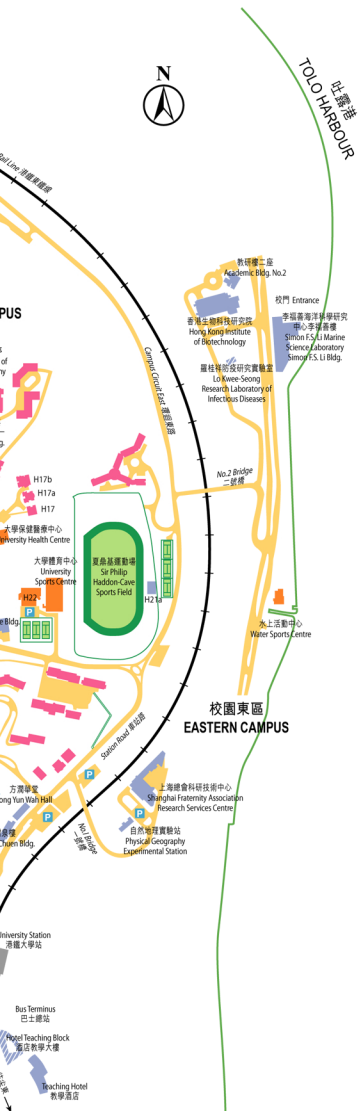 N
吐露港
TOLO HARBOUR
Rail Line 港鐵東鐵線
教研樓二座
Academic Bldg. No.2
校門 Entrance
PUS
香港生物科技研究院
Hong Kong Institute
of Biotechnology
李福善海洋科學研究
中心李福善樓
Simon F.S. Li Marine
Science Laboratory
Simon F.S. Li Bldg.
of
Campus Circuit East 環迴東路
羅桂祥防疫研究實驗室
Lo Kwee-Seong
Research Laboratory of
Infectious Diseases
No.2 Bridge
二號橋
H17b
H17a
H17
大學保健醫療中心
University Health Centre
大學體育中心
University
Sports Centre
夏鼎基運動場
Sir Philip
Haddon-Cave
Sports Field
H22
H21a
P
e Bldg.
水上活動中心
Water Sports Centre
校園東區
EASTERN CAMPUS
Station Road 車站路
P
上海總會科研技術中心
Shanghai Fraternity Association
Research Services Centre
方潤華堂
ong Yun Wah Hall
P
P
自然地理實驗站
Physical Geography
Experimental Station
No.1 Bridge
一號橋
Chuen Bldg.
University Station
港鐵大學站
Bus Terminus
巴士總站
Hotel Teaching Block
酒店教學大樓
Teaching Hotel
教學酒店